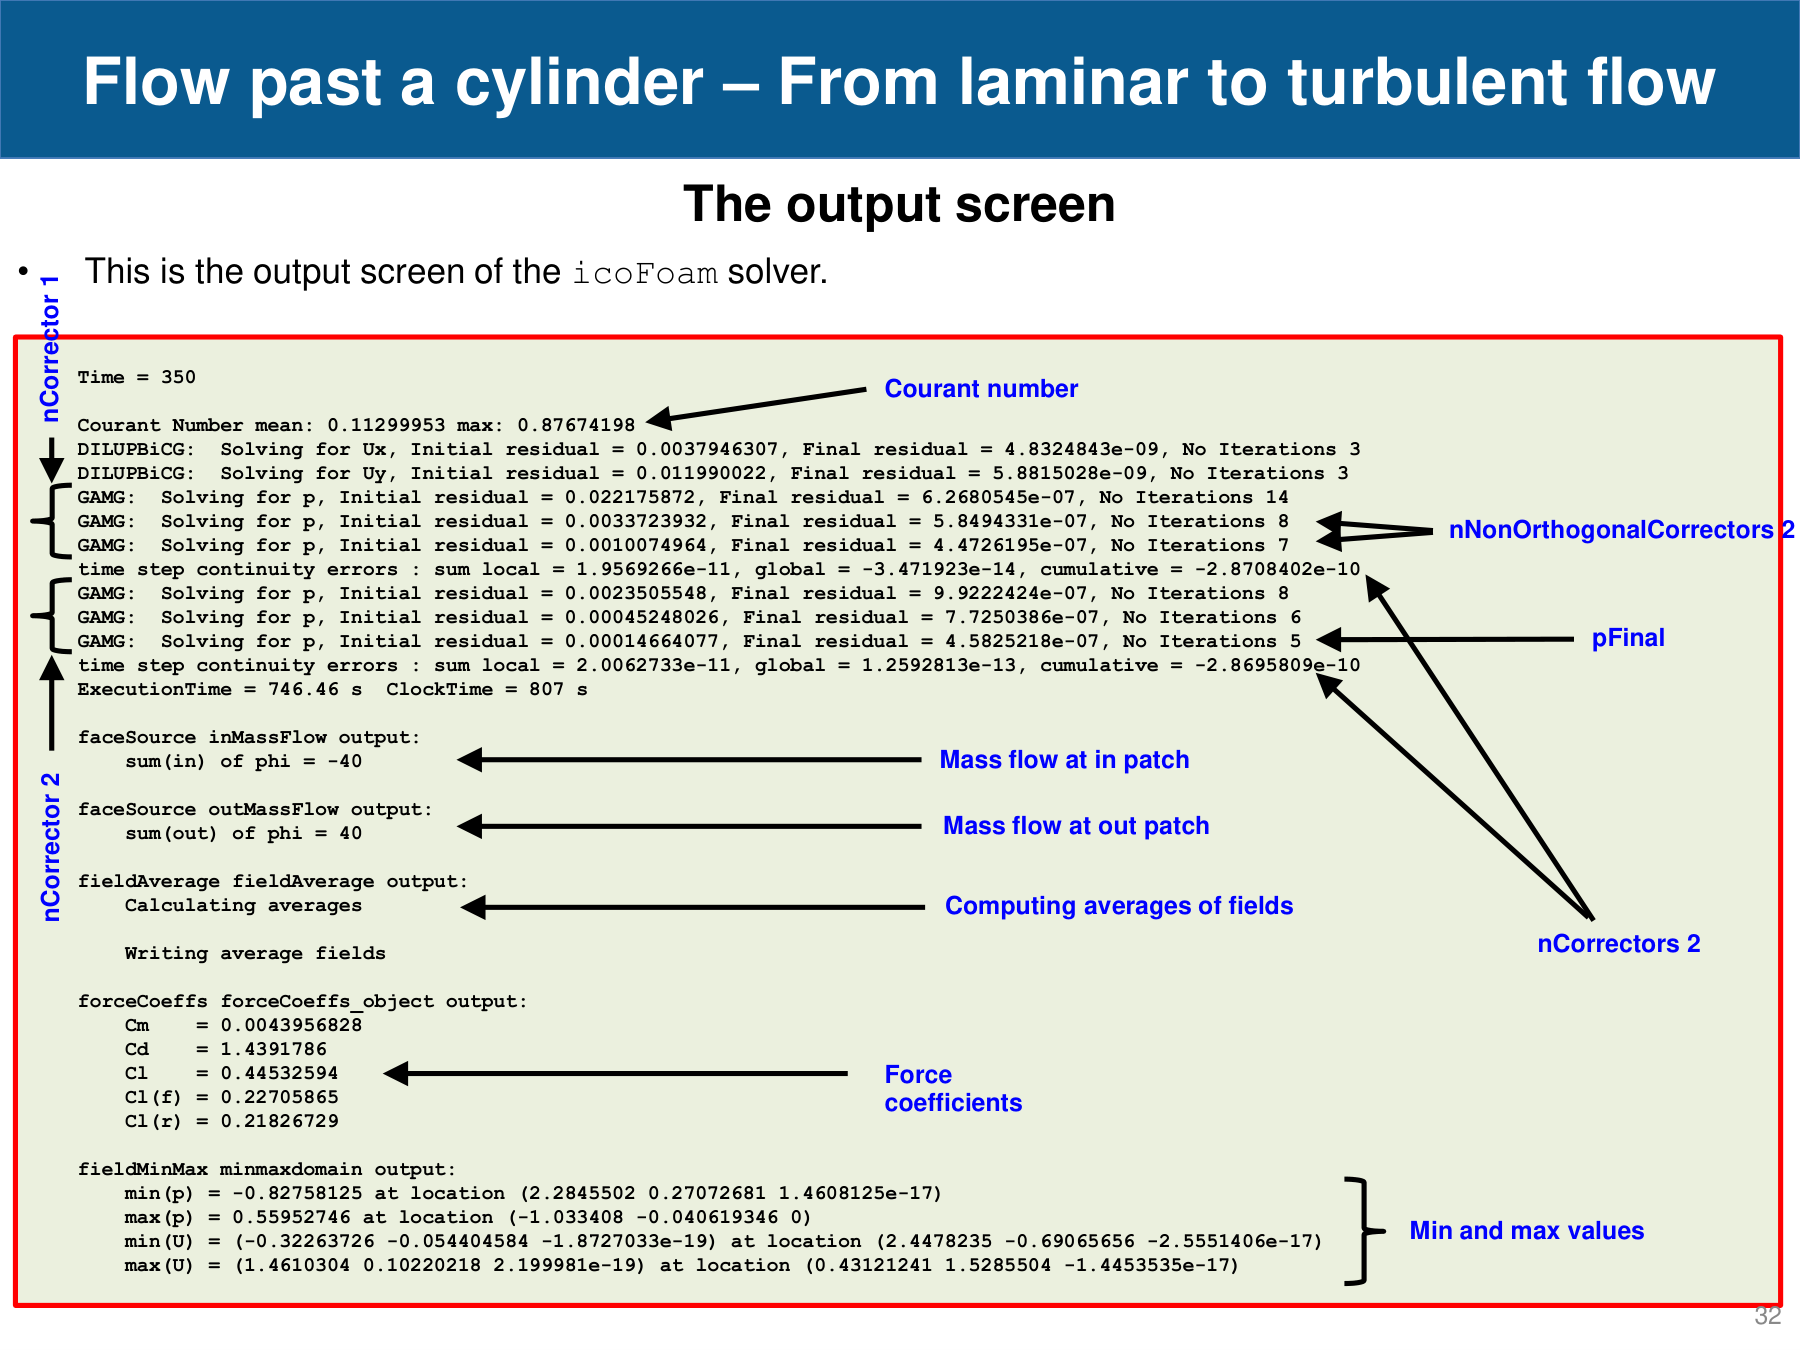 Flow past a cylinder – From laminar to turbulent flow
The output screen
• This is the output screen of the icoFoam solver.
nCorrector 1
Time = 350
Courant number
Courant Number mean: 0.11299953 max: 0.87674198
DILUPBiCG:  Solving for Ux, Initial residual = 0.0037946307, Final residual = 4.8324843e-09, No Iterations 3
DILUPBiCG:  Solving for Uy, Initial residual = 0.011990022, Final residual = 5.8815028e-09, No Iterations 3
GAMG:  Solving for p, Initial residual = 0.022175872, Final residual = 6.2680545e-07, No Iterations 14
GAMG:  Solving for p, Initial residual = 0.0033723932, Final residual = 5.8494331e-07, No Iterations 8
nNonOrthogonalCorrectors 2
GAMG:  Solving for p, Initial residual = 0.0010074964, Final residual = 4.4726195e-07, No Iterations 7
time step continuity errors : sum local = 1.9569266e-11, global = -3.471923e-14, cumulative = -2.8708402e-10
GAMG:  Solving for p, Initial residual = 0.0023505548, Final residual = 9.9222424e-07, No Iterations 8
GAMG:  Solving for p, Initial residual = 0.00045248026, Final residual = 7.7250386e-07, No Iterations 6
GAMG:  Solving for p, Initial residual = 0.00014664077, Final residual = 4.5825218e-07, No Iterations 5
pFinal
time step continuity errors : sum local = 2.0062733e-11, global = 1.2592813e-13, cumulative = -2.8695809e-10
ExecutionTime = 746.46 s  ClockTime = 807 s
nCorrector 2
faceSource inMassFlow output:
sum(in) of phi = -40
Mass flow at in patch
faceSource outMassFlow output:
sum(out) of phi = 40
Mass flow at out patch
fieldAverage fieldAverage output:
Calculating averages
Computing averages of fields
nCorrectors 2
Writing average fields
forceCoeffs forceCoeffs_object output:
Cm    = 0.0043956828
Cd    = 1.4391786
Cl    = 0.44532594
Cl(f) = 0.22705865
Cl(r) = 0.21826729
Force
coefficients
fieldMinMax minmaxdomain output:
min(p) = -0.82758125 at location (2.2845502 0.27072681 1.4608125e-17)
max(p) = 0.55952746 at location (-1.033408 -0.040619346 0)
min(U) = (-0.32263726 -0.054404584 -1.8727033e-19) at location (2.4478235 -0.69065656 -2.5551406e-17)
max(U) = (1.4610304 0.10220218 2.199981e-19) at location (0.43121241 1.5285504 -1.4453535e-17)
Min and max values
32